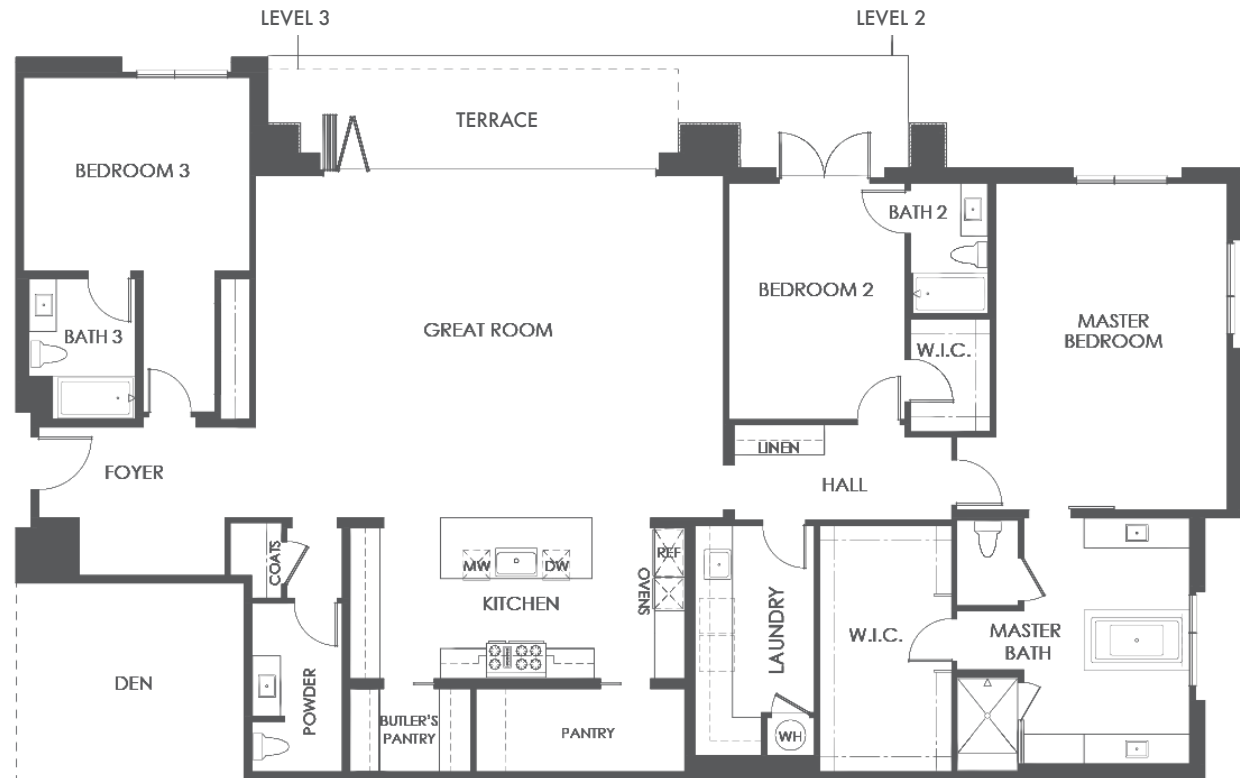 LEVEL 3
LEVEL 2
TERRACE
BEDROOM 3
BATH 2
BEDROOM 2
GREAT ROOM
MASTER
BEDROOM
BATH 3
W.I.C.
LINEN
FOYER
HALL
COATS
MW
DW
REF
OVENS
KITCHEN
LAUNDRY
W.I.C.
MASTER
BATH
DEN
POWDER
BUTLER'S
PANTRY
PANTRY
WH